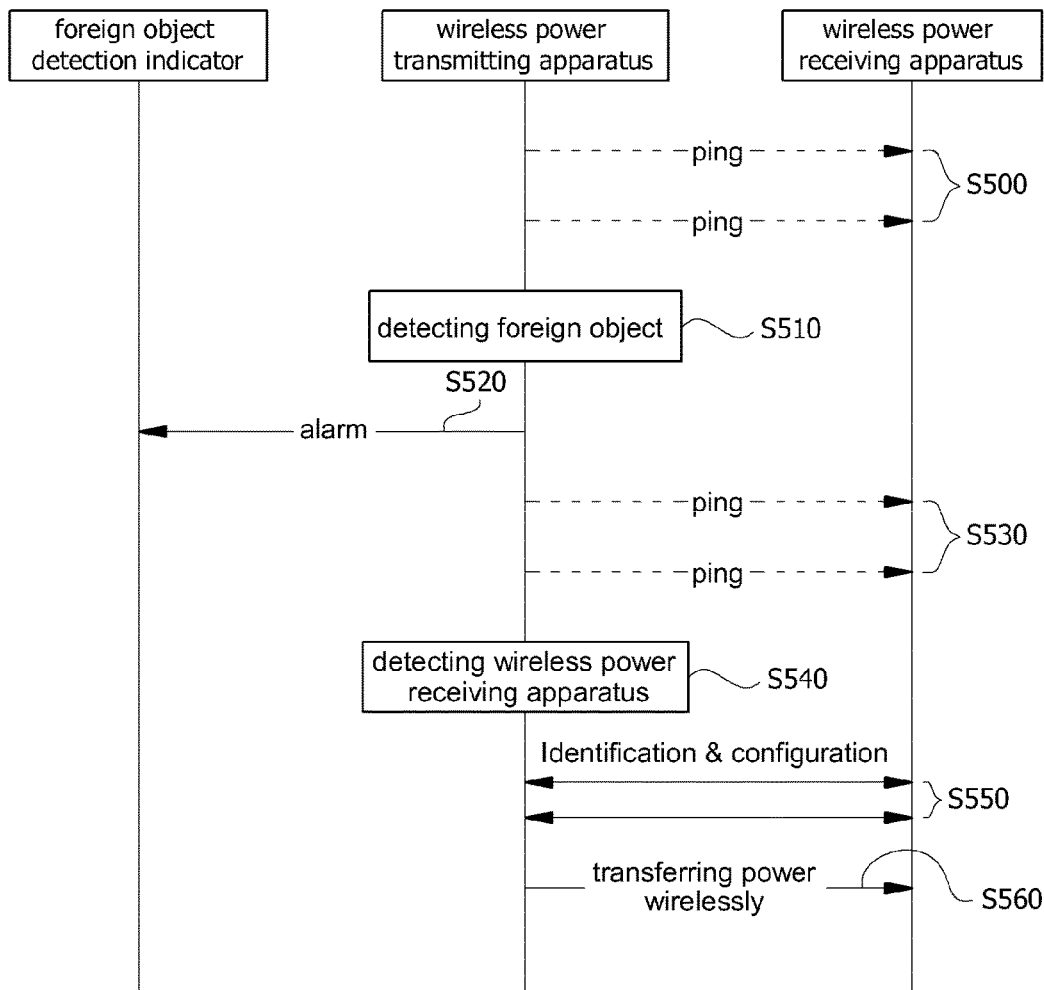 foreign object
detection indicator
wireless power
transmitting apparatus
wireless power
receiving apparatus
ping
S500
ping
detecting foreign object
S510
S520
alarm
ping
S530
ping
detecting wireless power
receiving apparatus
S540
Identification & configuration
S550
transferring power
wirelessly
S560